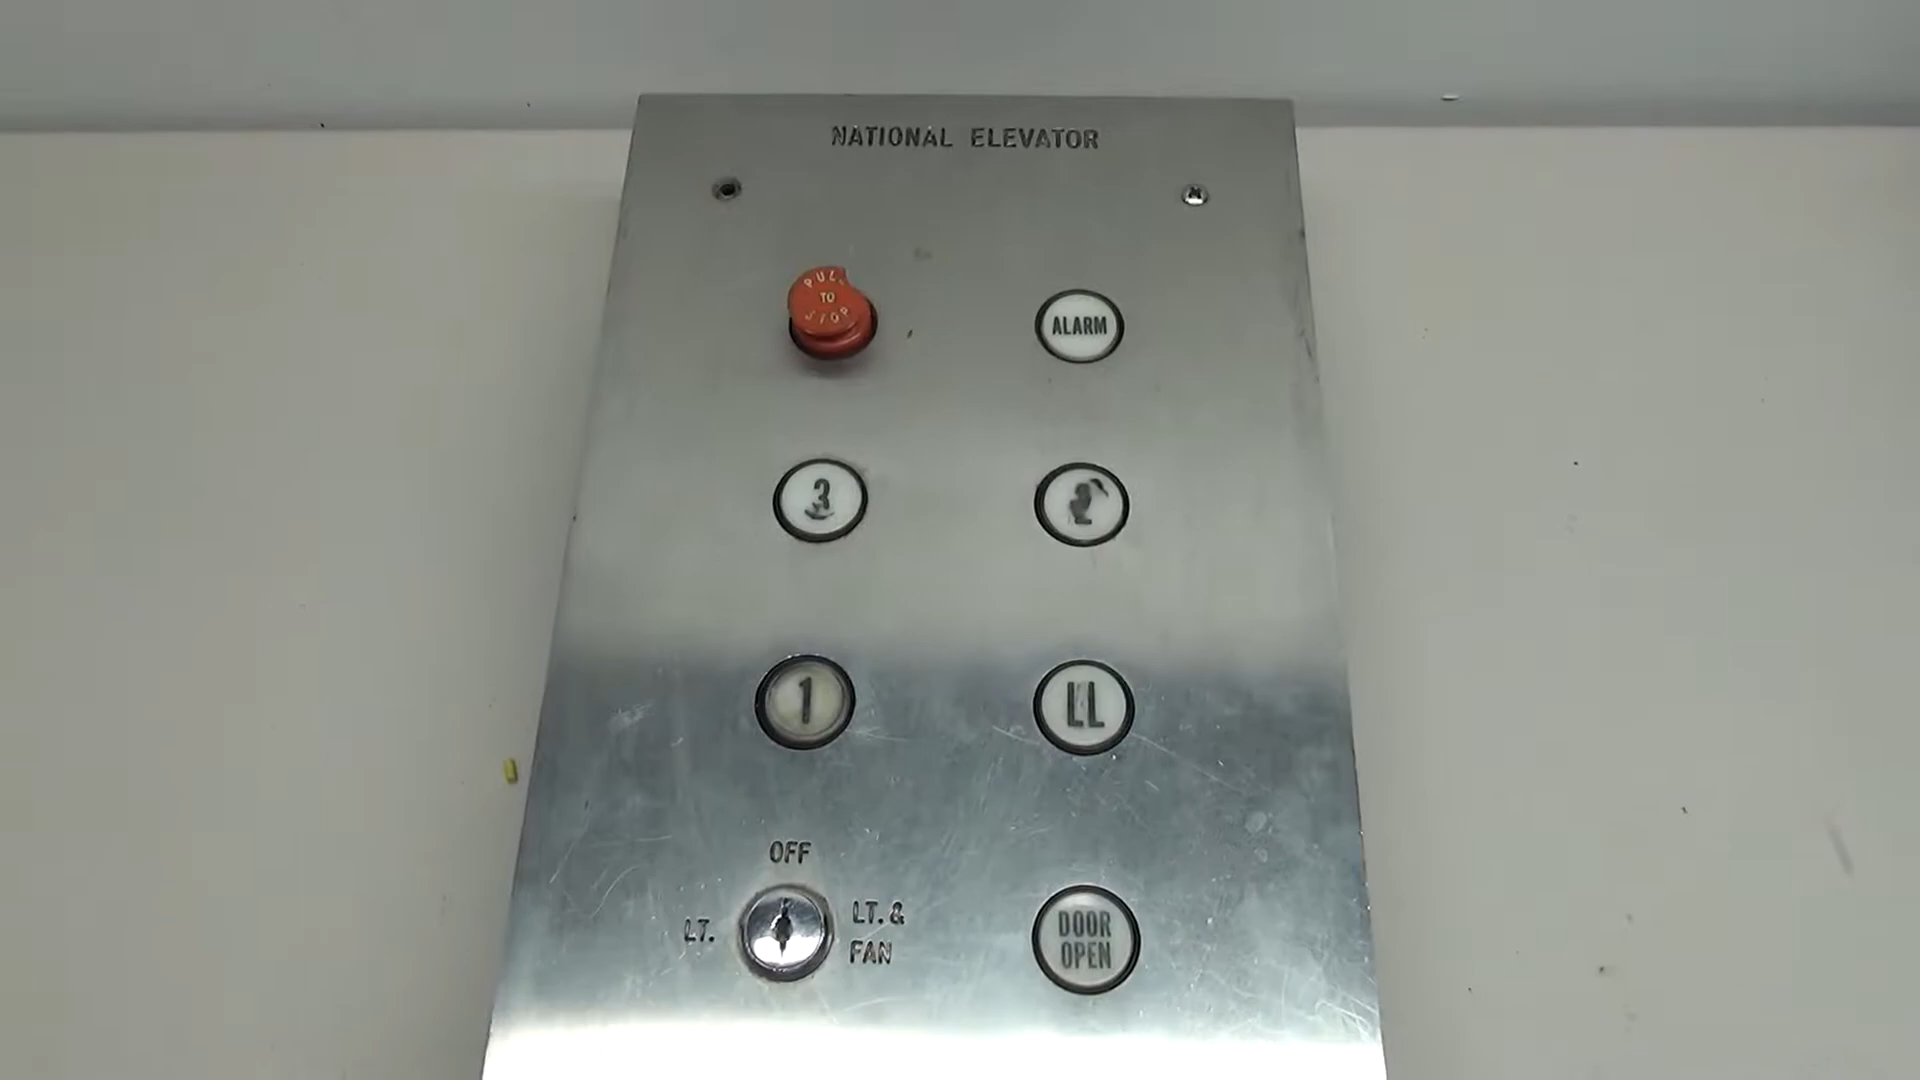 NATIONAL ELEVATOR
PULL
TO
STOP
ALARM
3
1
LL
OFF
LT.
LT. &
FAN
DOOR
OPEN